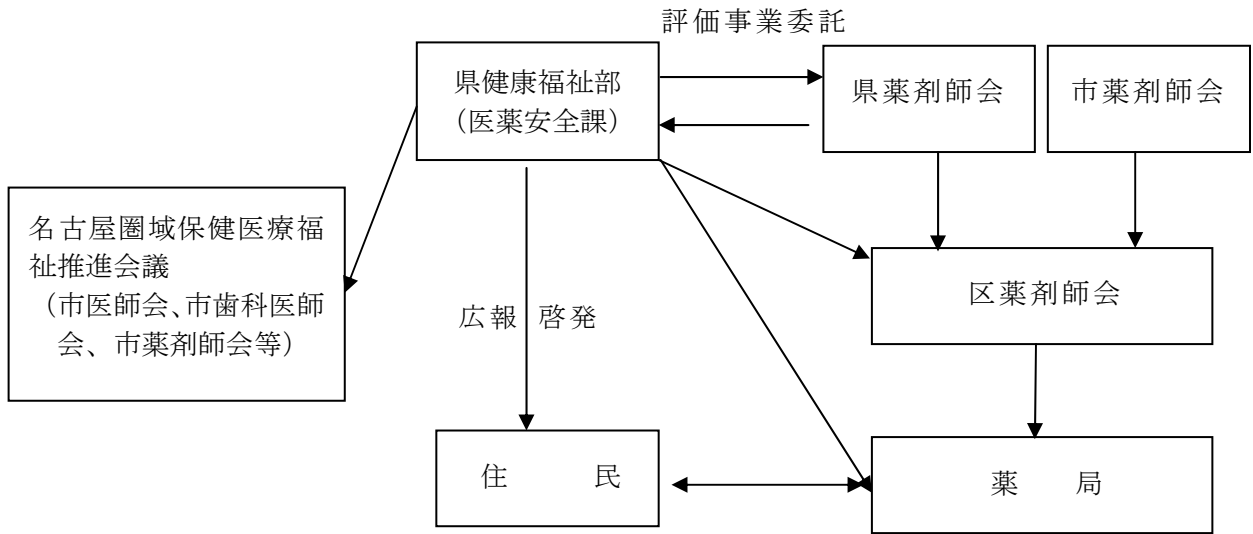 評価事業委託
県健康福祉部
（医薬安全課）
県薬剤師会
市薬剤師会
名古屋圏域保健医療福
祉推進会議
（市医師会、市歯科医師
会、市薬剤師会等）
区薬剤師会
広報 啓発
住 民
薬 局